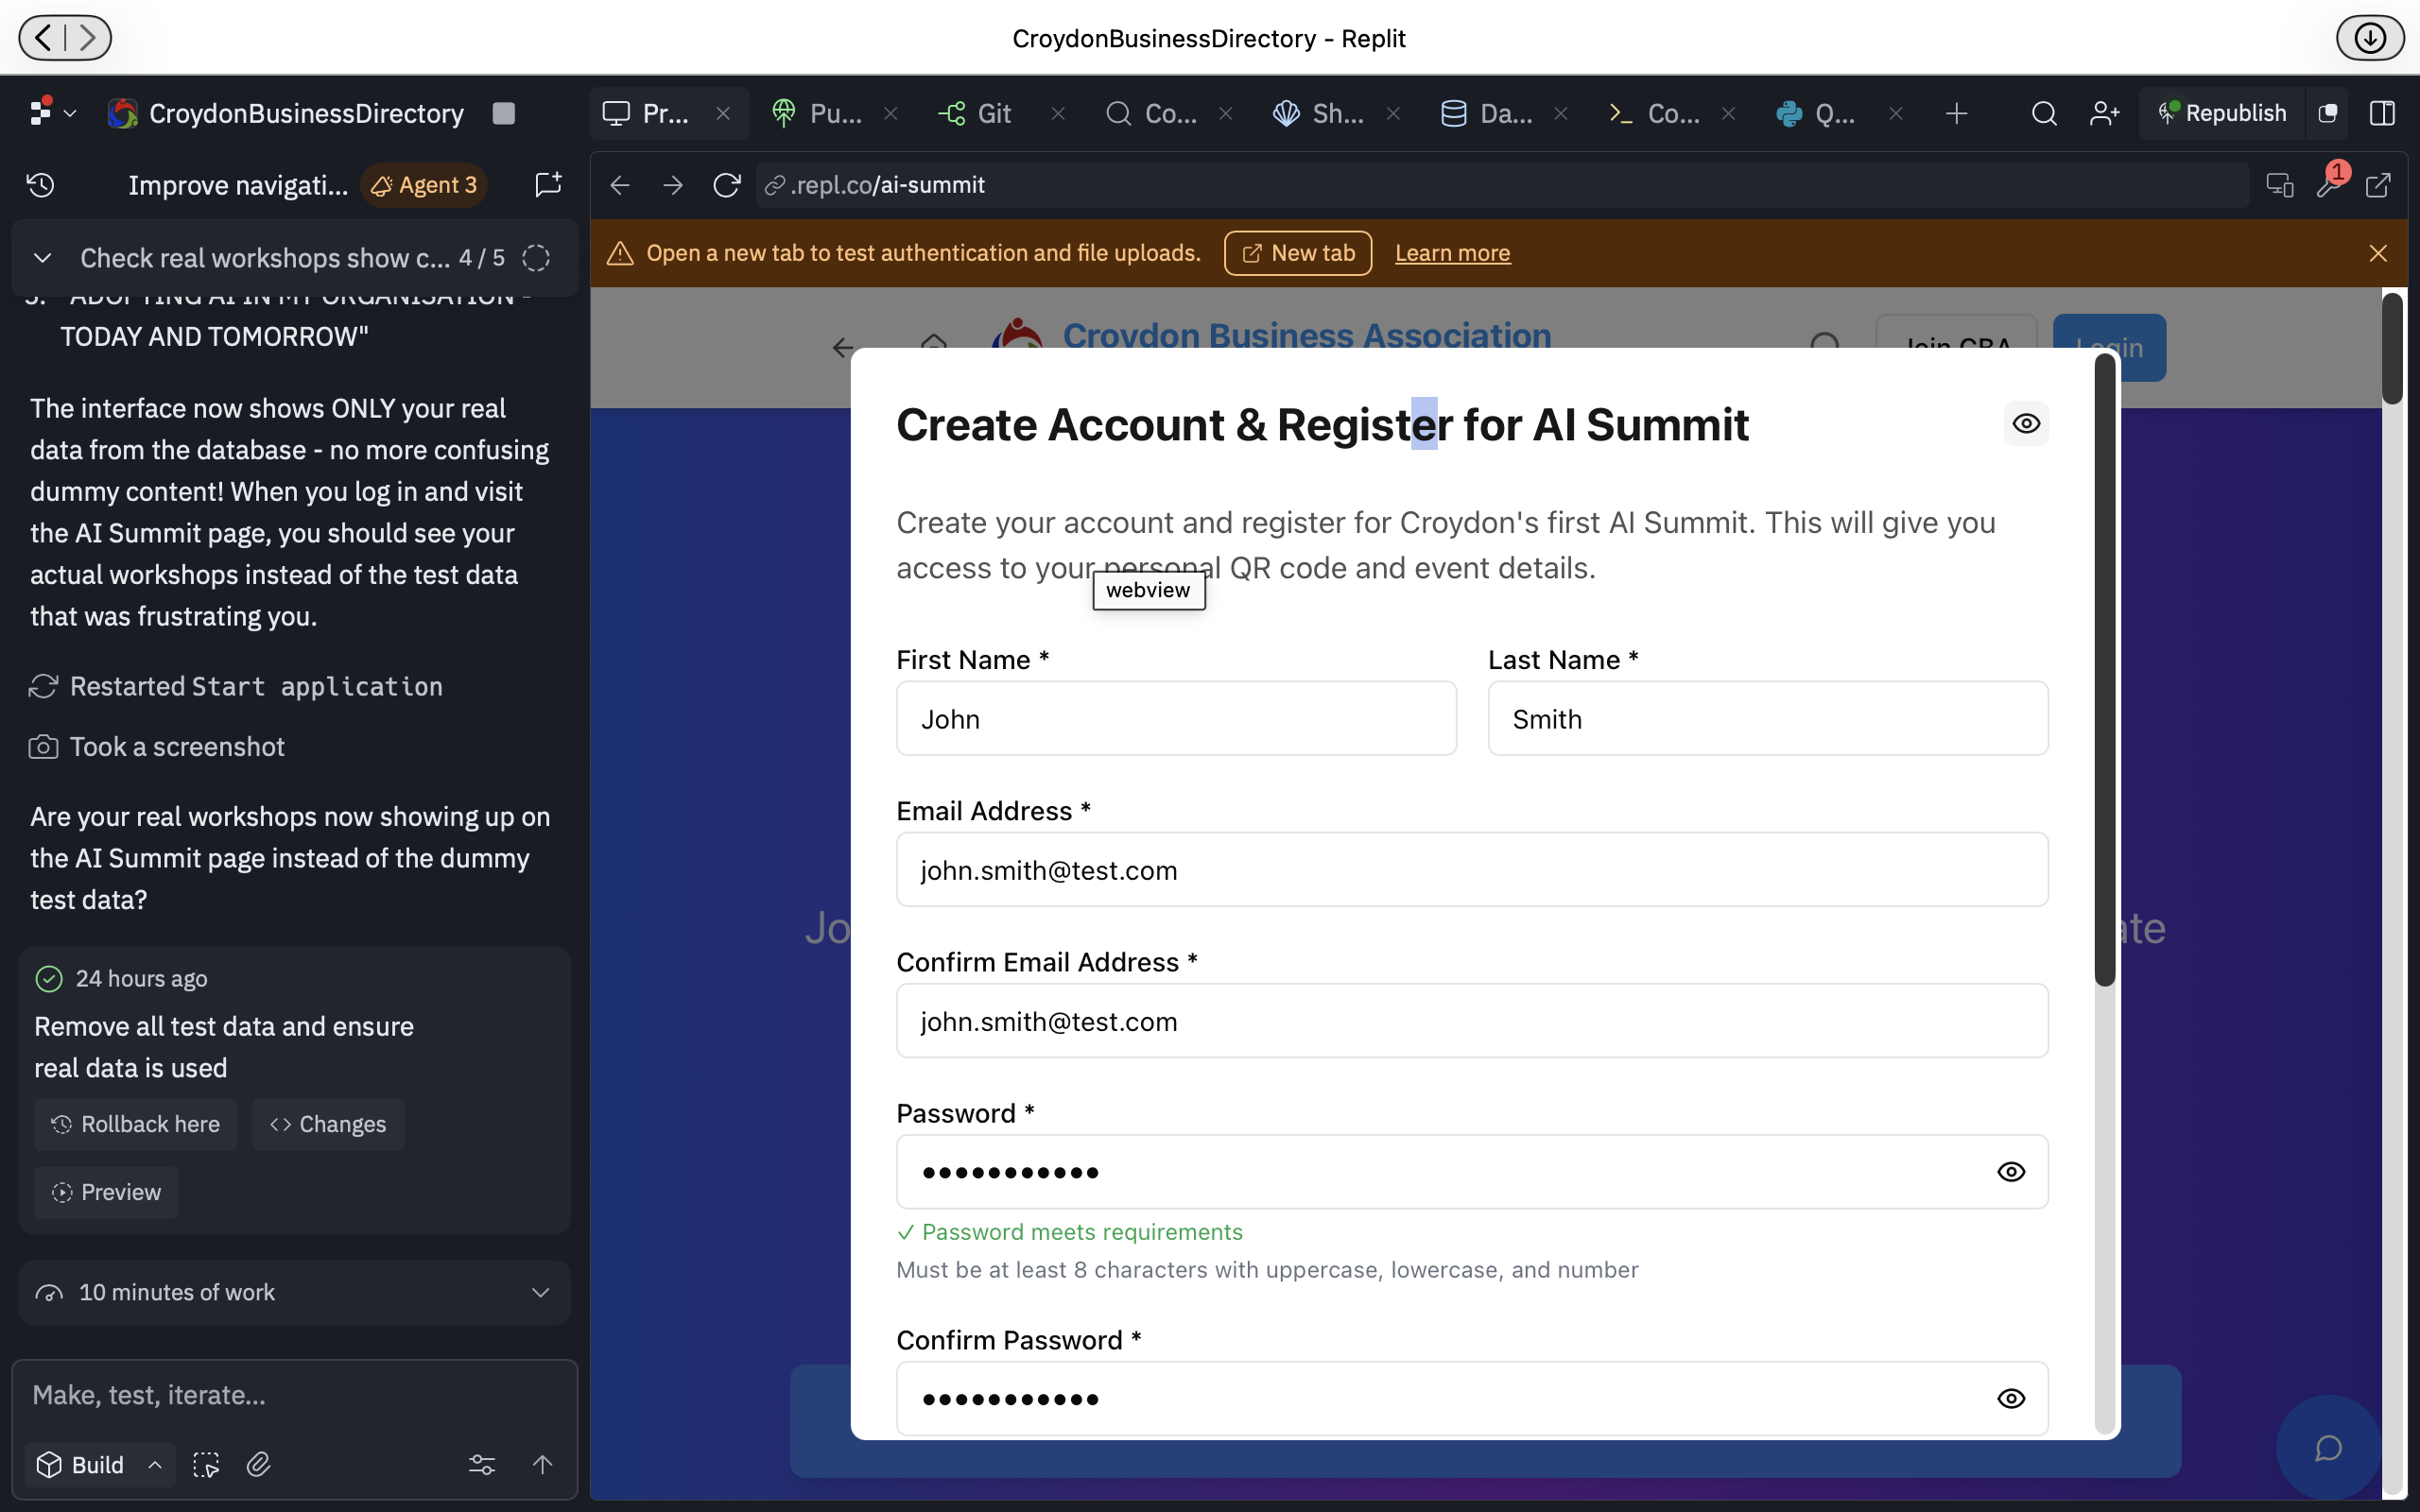 CroydonBusinessDirectory - Replit
CroydonBusinessDirectory
Pr...
Pu...
Git
Co...
Sh...
Da...
Co...
Q...
Republish
Improve navigati...
Agent 3
.repl.co/ai-summit
1
Check real workshops show c... 4 / 5
Open a new tab to test authentication and file uploads.
New tab
Learn more
3. "ADOPTING AI IN MY ORGANISATION -
TODAY AND TOMORROW"
The interface now shows ONLY your real
data from the database - no more confusing
dummy content! When you log in and visit
the AI Summit page, you should see your
actual workshops instead of the test data
that was frustrating you.
Restarted Start application
Took a screenshot
Are your real workshops now showing up on
the AI Summit page instead of the dummy
test data?
24 hours ago
Remove all test data and ensure
real data is used
Rollback here
Changes
Preview
10 minutes of work
Make, test, iterate...
Build
Croydon Business Association
Join CBA
Login
Create Account & Register for AI Summit
Create your account and register for Croydon's first AI Summit. This will give you
access to your personal QR code and event details.
webview
First Name *
Last Name *
John
Smith
Email Address *
john.smith@test.com
Confirm Email Address *
john.smith@test.com
Password *
•••••••••••
✓ Password meets requirements
Must be at least 8 characters with uppercase, lowercase, and number
Confirm Password *
•••••••••••